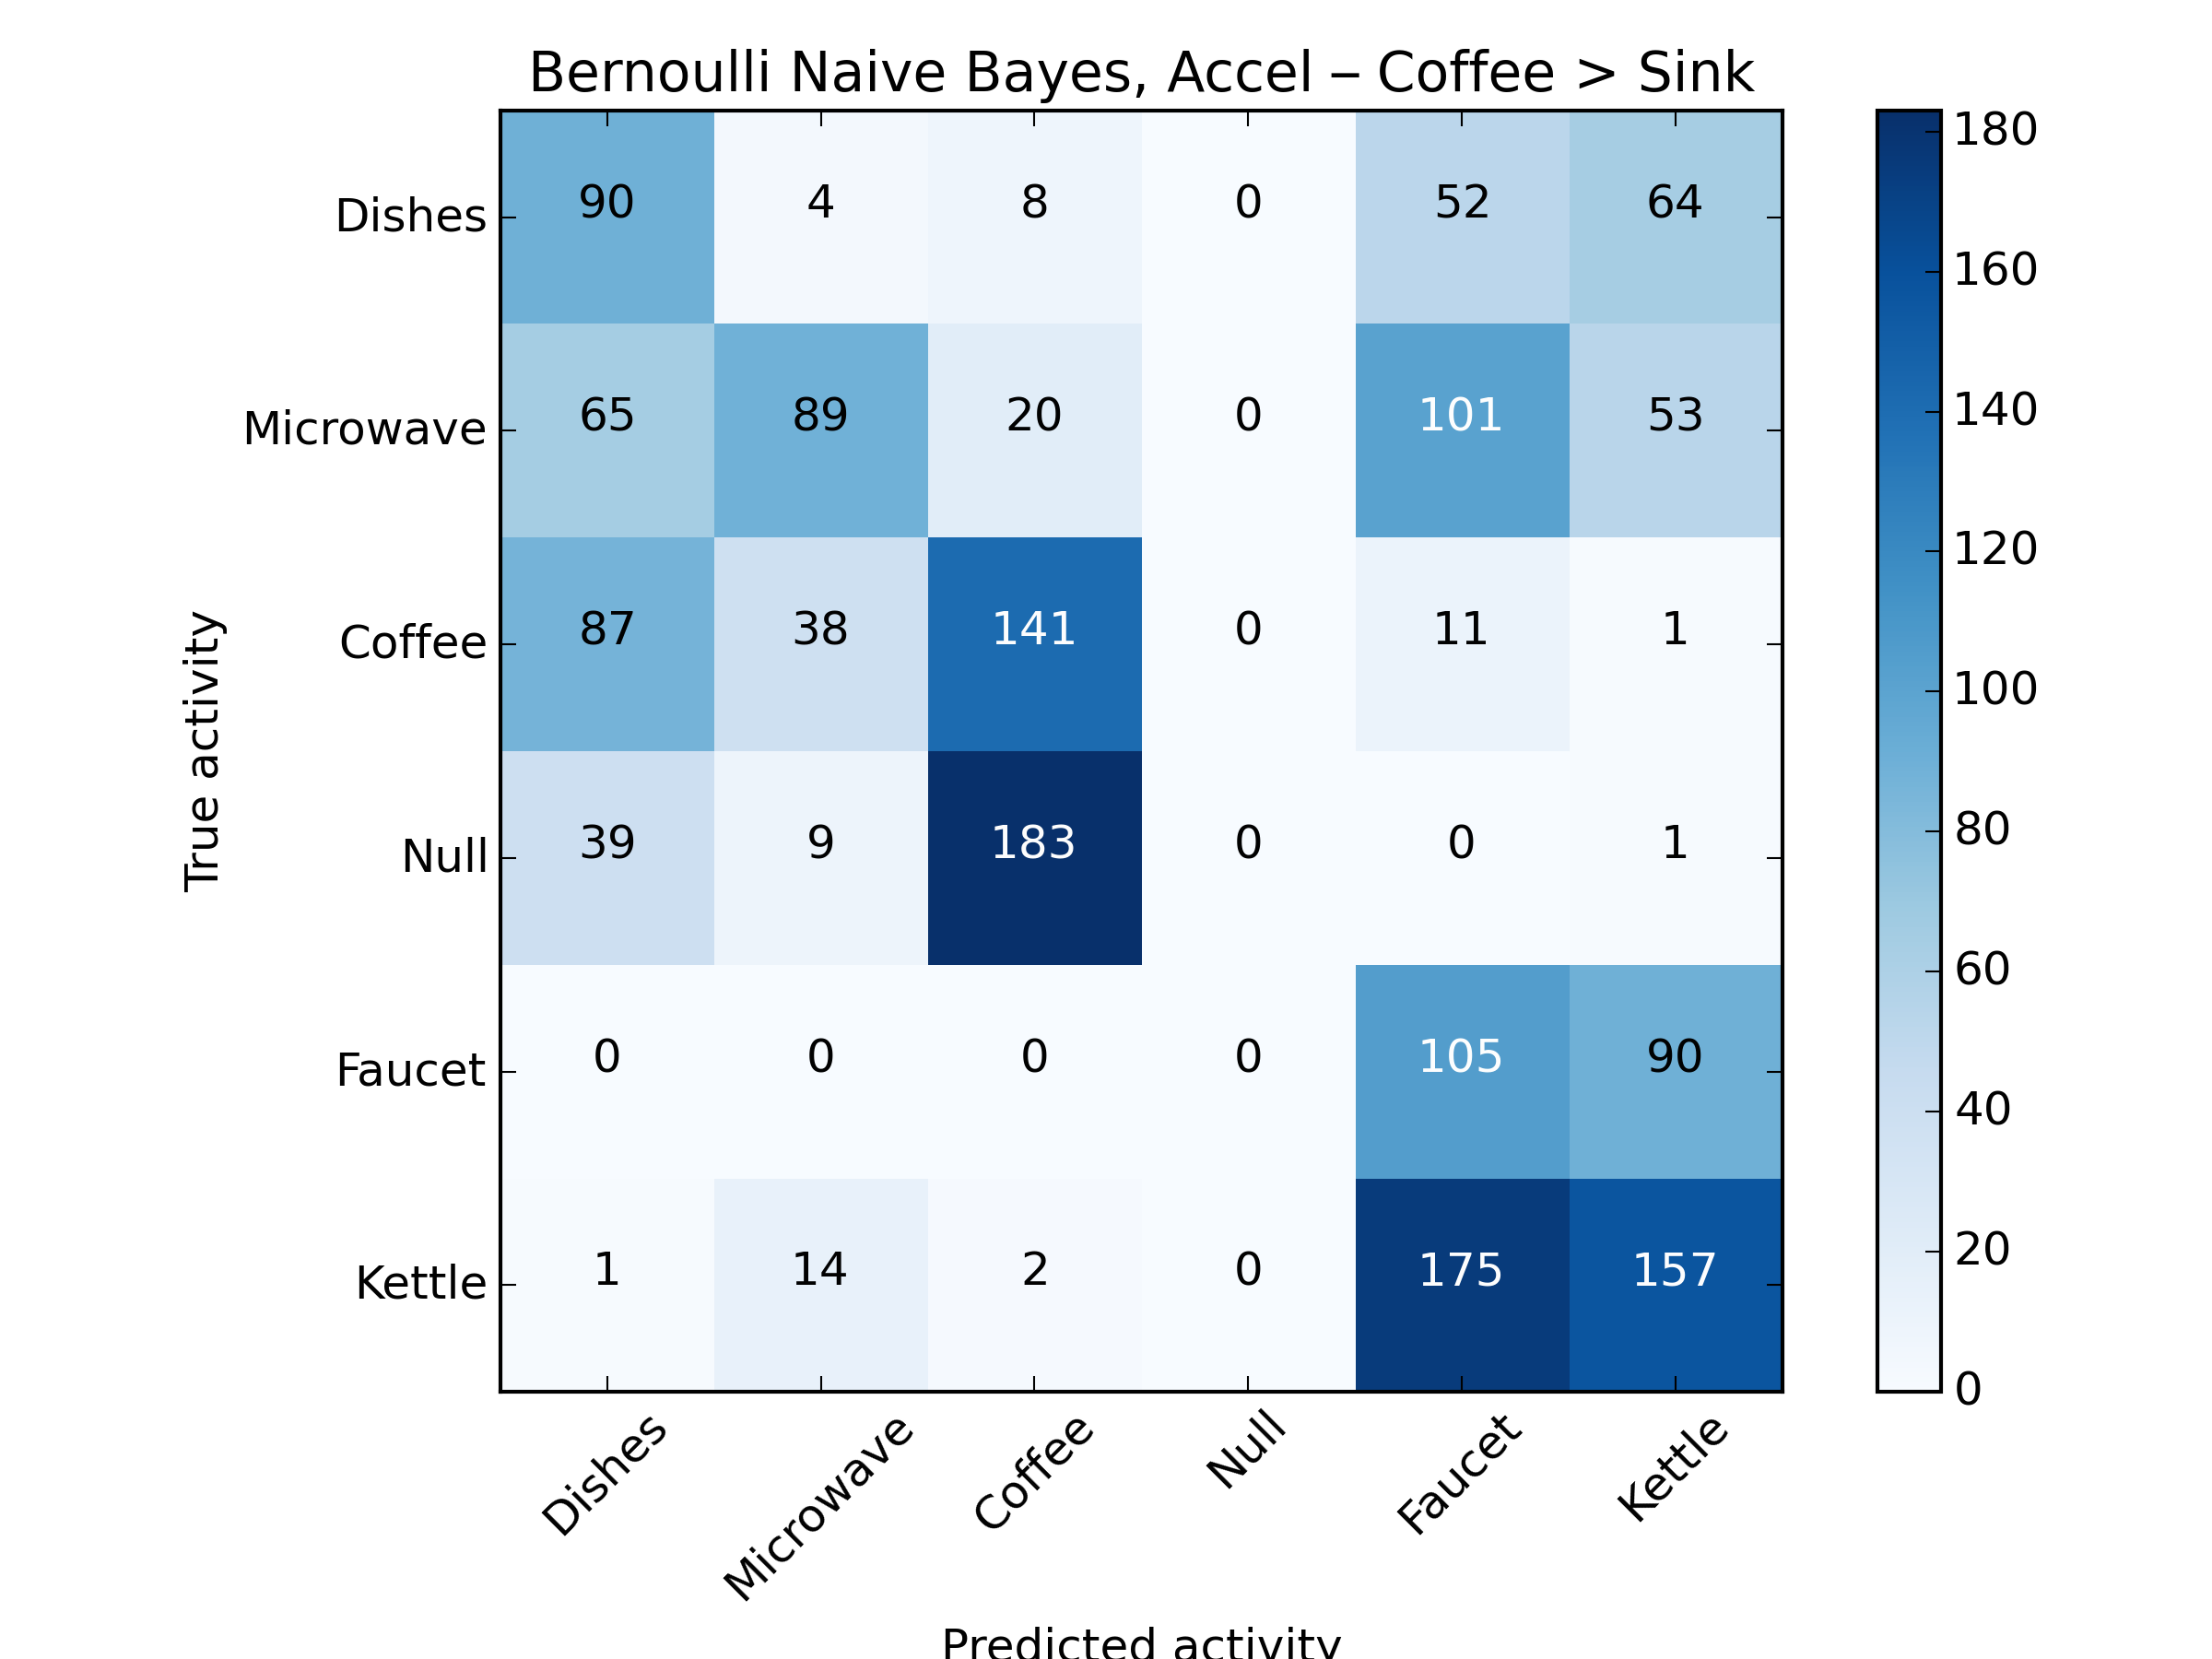 Bernoulli Naive Bayes, Accel – Coffee > Sink
Dishes 90 4 8 0 52 64
Microwave 65 89 20 0 101 53
Coffee 87 38 141 0 11 1
Null 39 9 183 0 0 1
Faucet 0 0 0 0 105 90
Kettle 1 14 2 0 175 157
True activity
Dishes Microwave Coffee Null Faucet Kettle
Predicted activity
180
160
140
120
100
80
60
40
20
0